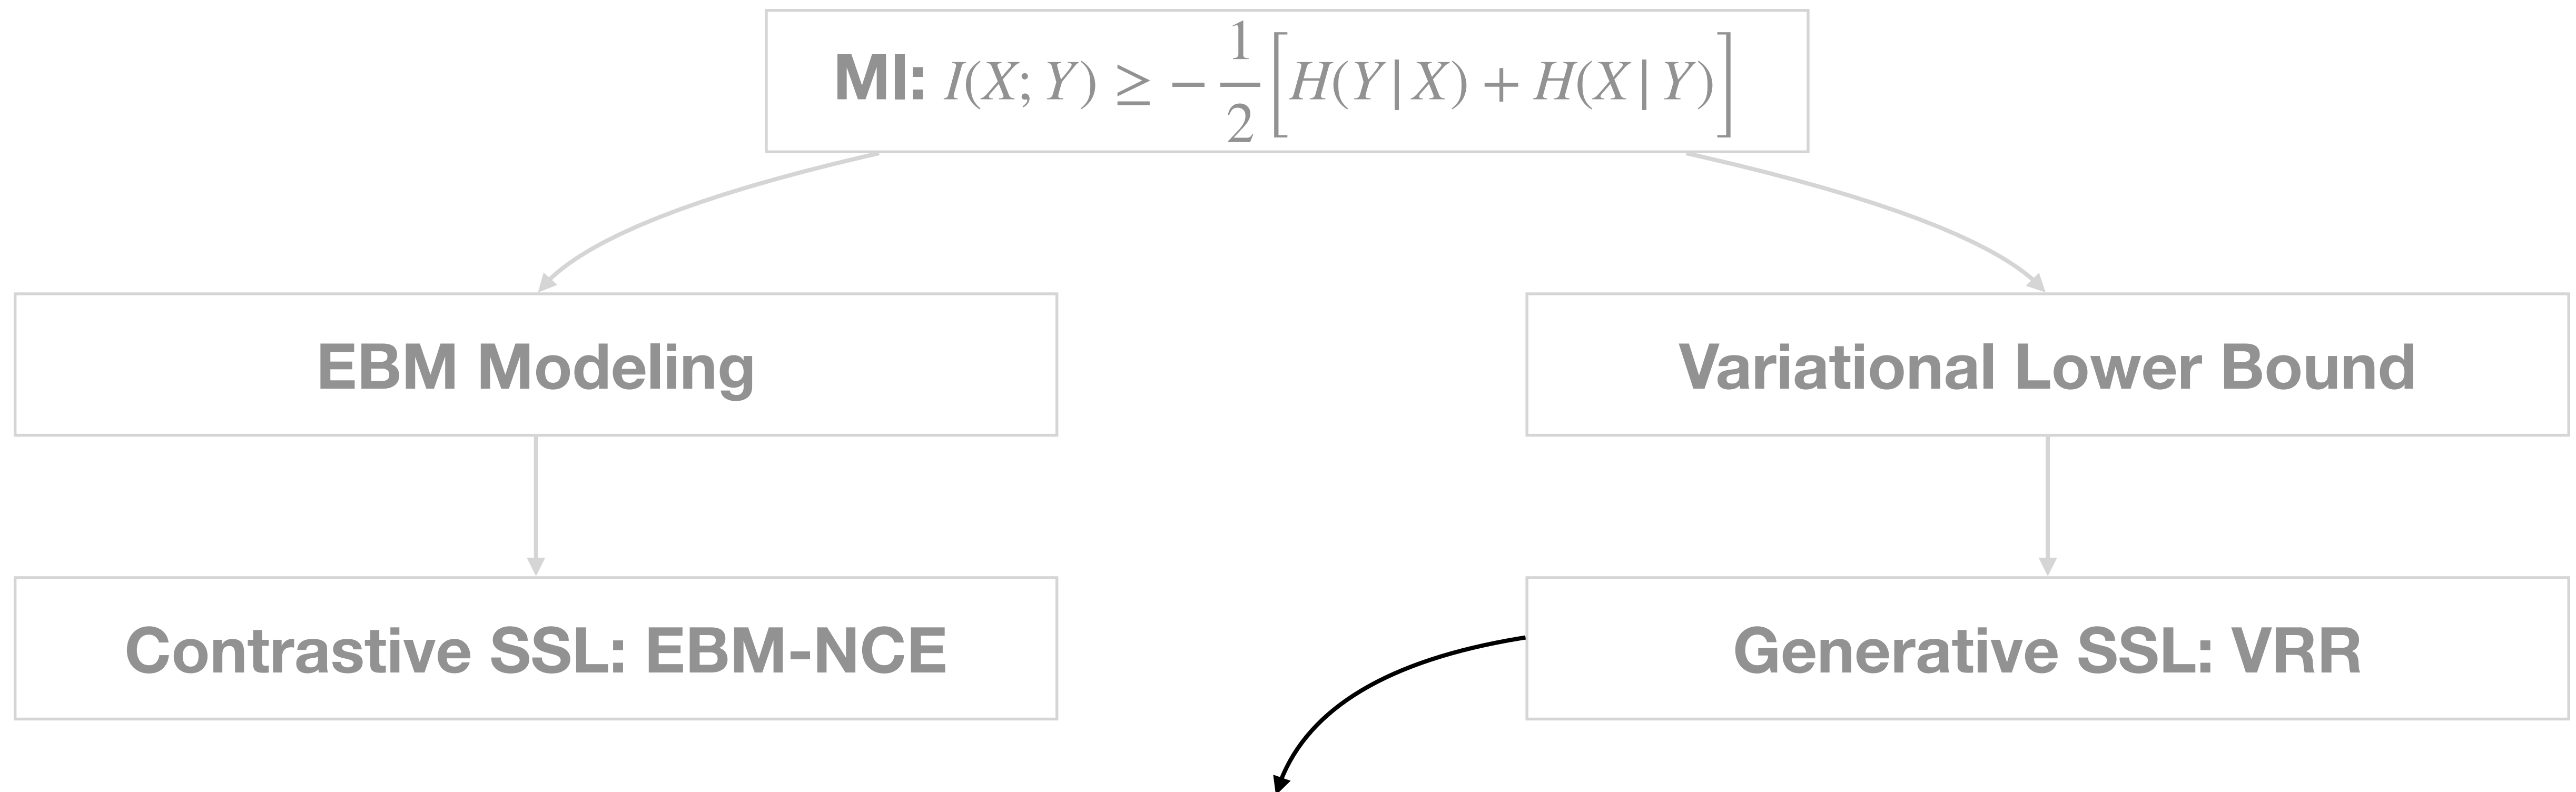 MI: I(X; Y) ≥ − 1/2 [H(Y|X) + H(X|Y)]
EBM Modeling
Variational Lower Bound
Contrastive SSL: EBM-NCE
Generative SSL: VRR